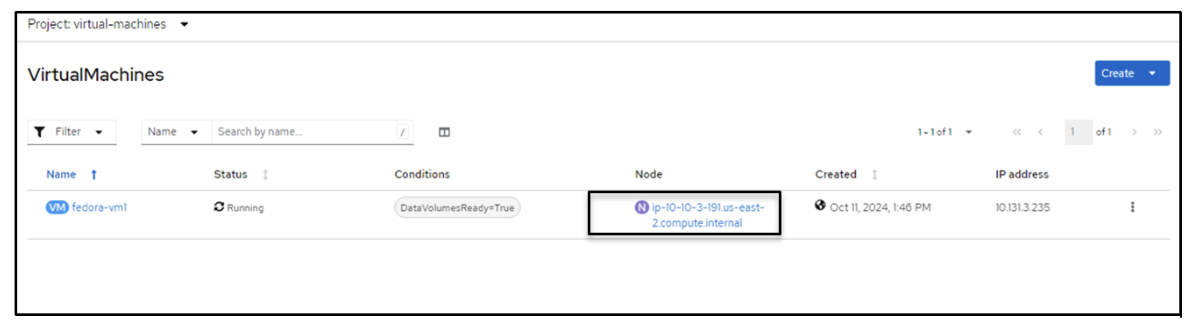 Project: virtual-machines
VirtualMachines
Create
Filter Name Search by name... / 1-1 of 1 << < 1 of 1 > >>
Name Status Conditions Node Created IP address
VM fedora-vm1 Running DataVolumesReady=True N ip-10-10-3-191.us-east- Oct 11, 2024, 1:46 PM 10.131.3.235
2.compute.internal